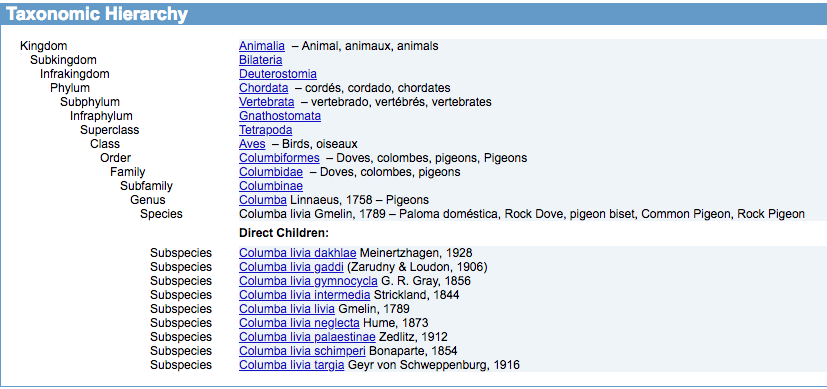 Taxonomic Hierarchy
Kingdom Animalia – Animal, animaux, animals
Subkingdom Bilateria
Infrakingdom Deuterostomia
Phylum Chordata – cordés, cordado, chordates
Subphylum Vertebrata – vertebrado, vertébrés, vertebrates
Infraphylum Gnathostomata
Superclass Tetrapoda
Class Aves – Birds, oiseaux
Order Columbiformes – Doves, colombes, pigeons, Pigeons
Family Columbidae – Doves, colombes, pigeons
Subfamily Columbinae
Genus Columba Linnaeus, 1758 – Pigeons
Species Columba livia Gmelin, 1789 – Paloma doméstica, Rock Dove, pigeon biset, Common Pigeon, Rock Pigeon
Direct Children:
Subspecies Columba livia dakhlae Meinertzhagen, 1928
Subspecies Columba livia gaddi (Zarudny & Loudon, 1906)
Subspecies Columba livia gymnocycla G. R. Gray, 1856
Subspecies Columba livia intermedia Strickland, 1844
Subspecies Columba livia livia Gmelin, 1789
Subspecies Columba livia neglecta Hume, 1873
Subspecies Columba livia palaestinae Zedlitz, 1912
Subspecies Columba livia schimperi Bonaparte, 1854
Subspecies Columba livia targia Geyr von Schweppenburg, 1916